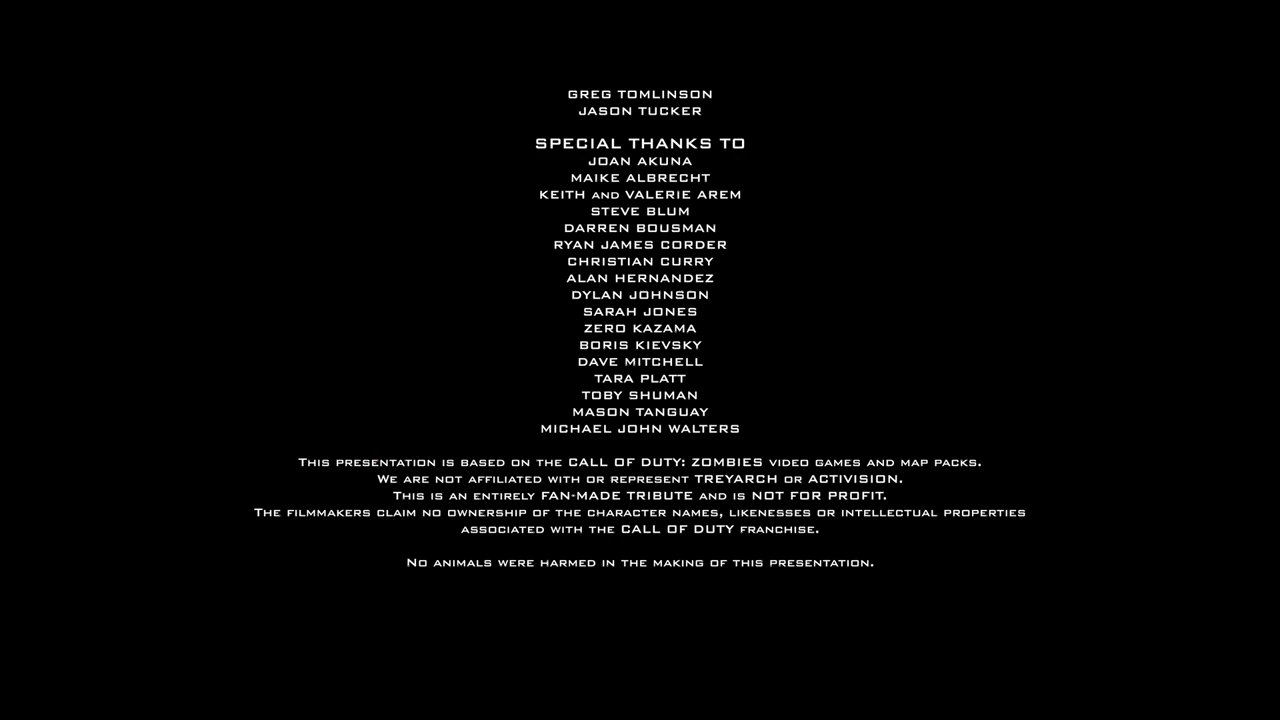 GREG TOMLINSON
JASON TUCKER
SPECIAL THANKS TO
JOAN AKUNA
MAIKE ALBRECHT
KEITH AND VALERIE AREM
STEVE BLUM
DARREN BOUSMAN
RYAN JAMES CORDER
CHRISTIAN CURRY
ALAN HERNANDEZ
DYLAN JOHNSON
SARAH JONES
ZERO KAZAMA
BORIS KIEVSKY
DAVE MITCHELL
TARA PLATT
TOBY SHUMAN
MASON TANGUAY
MICHAEL JOHN WALTERS
THIS PRESENTATION IS BASED ON THE CALL OF DUTY: ZOMBIES VIDEO GAMES AND MAP PACKS.
WE ARE NOT AFFILIATED WITH OR REPRESENT TREYARCH OR ACTIVISION.
THIS IS AN ENTIRELY FAN-MADE TRIBUTE AND IS NOT FOR PROFIT.
THE FILMMAKERS CLAIM NO OWNERSHIP OF THE CHARACTER NAMES, LIKENESSES OR INTELLECTUAL PROPERTIES
ASSOCIATED WITH THE CALL OF DUTY FRANCHISE.
NO ANIMALS WERE HARMED IN THE MAKING OF THIS PRESENTATION.